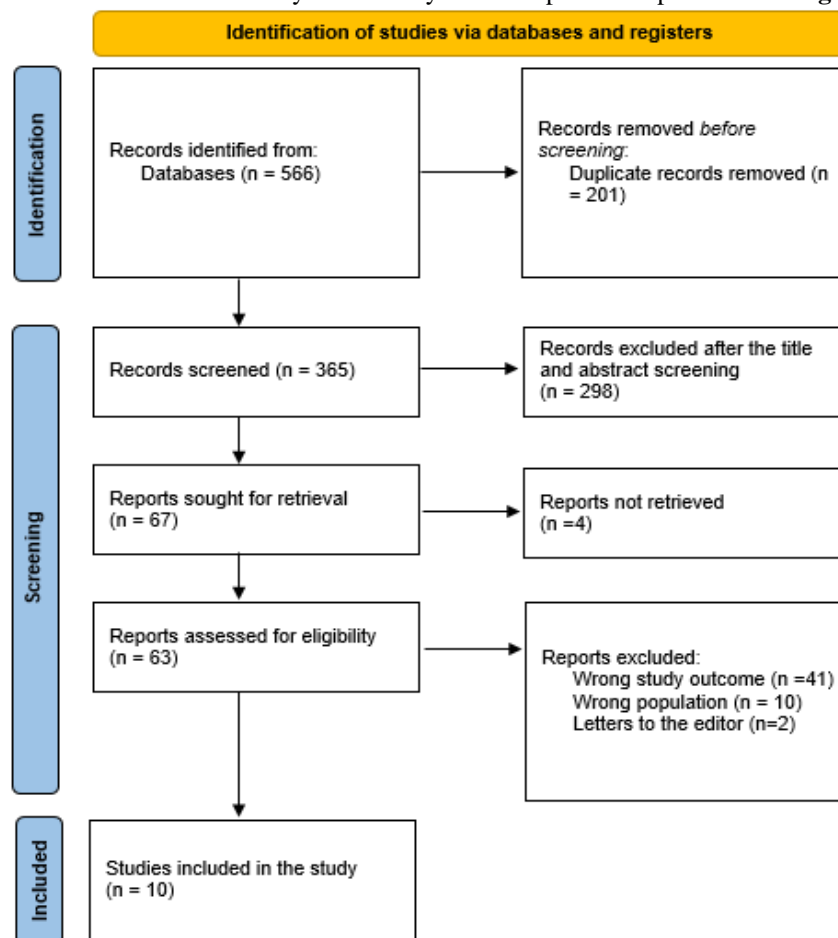 Identification of studies via databases and registers
Identification
Records identified from:
Databases (n = 566)
Records removed before
screening:
Duplicate records removed (n
= 201)
Screening
Records screened (n = 365)
Records excluded after the title
and abstract screening
(n = 298)
Reports sought for retrieval
(n = 67)
Reports not retrieved
(n =4)
Reports assessed for eligibility
(n = 63)
Reports excluded:
Wrong study outcome (n =41)
Wrong population (n = 10)
Letters to the editor (n=2)
Included
Studies included in the study
(n = 10)